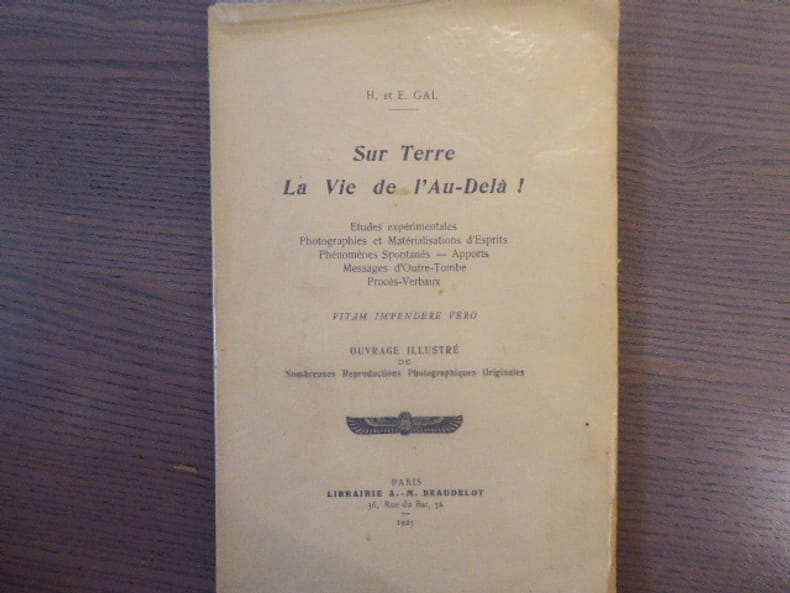 H. et E. GAL
Sur Terre
La Vie de l'Au-Delà !
Etudes expérimentales
Photographies et Matérialisations d'Esprits
Phénomènes Spontanés — Apports
Messages d'Outre-Tombe
Procès-Verbaux
VITAM IMPENDERE VERO
OUVRAGE ILLUSTRÉ
DE
Nombreuses Reproductions Photographiques Originales
PARIS
LIBRAIRIE A.-M. BEAUDELOT
36, Rue du Bac, 36
1925